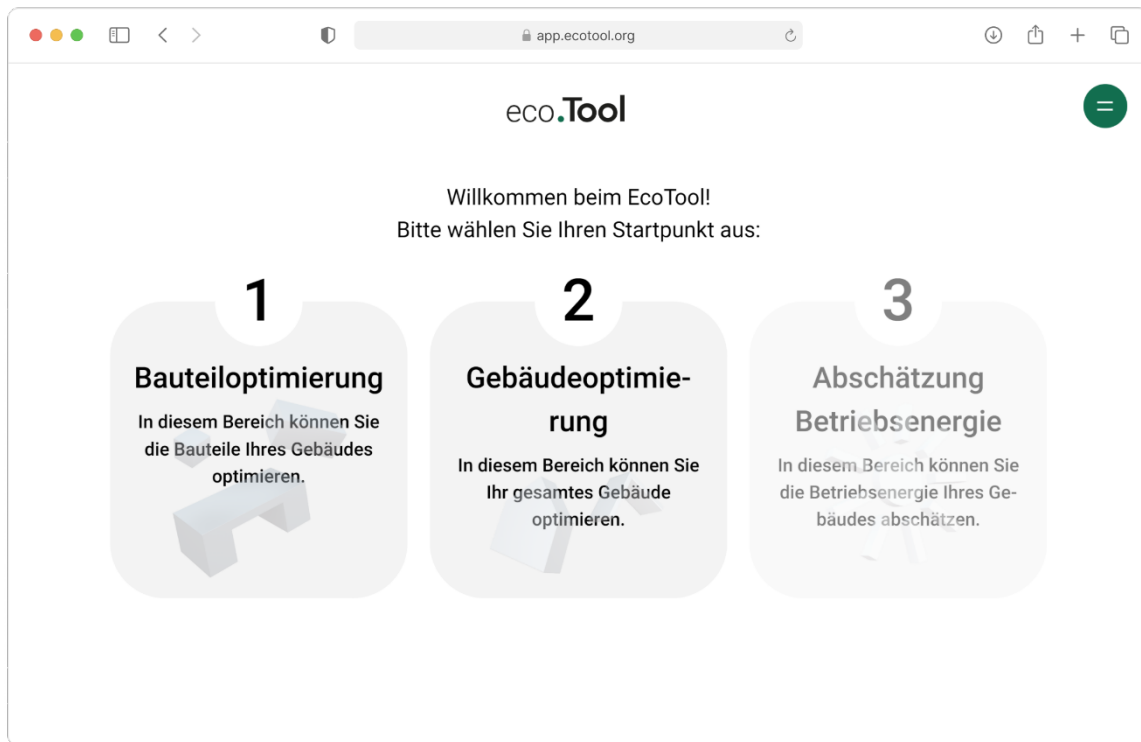 app.ecotool.org
eco.Tool
Willkommen beim EcoTool!
Bitte wählen Sie Ihren Startpunkt aus:
1
Bauteiloptimierung
In diesem Bereich können Sie
die Bauteile Ihres Gebäudes
optimieren.
2
Gebäudeoptimie-
rung
In diesem Bereich können Sie
Ihr gesamtes Gebäude
optimieren.
3
Abschätzung
Betriebsenergie
In diesem Bereich können Sie
die Betriebsenergie Ihres Ge-
bäudes abschätzen.